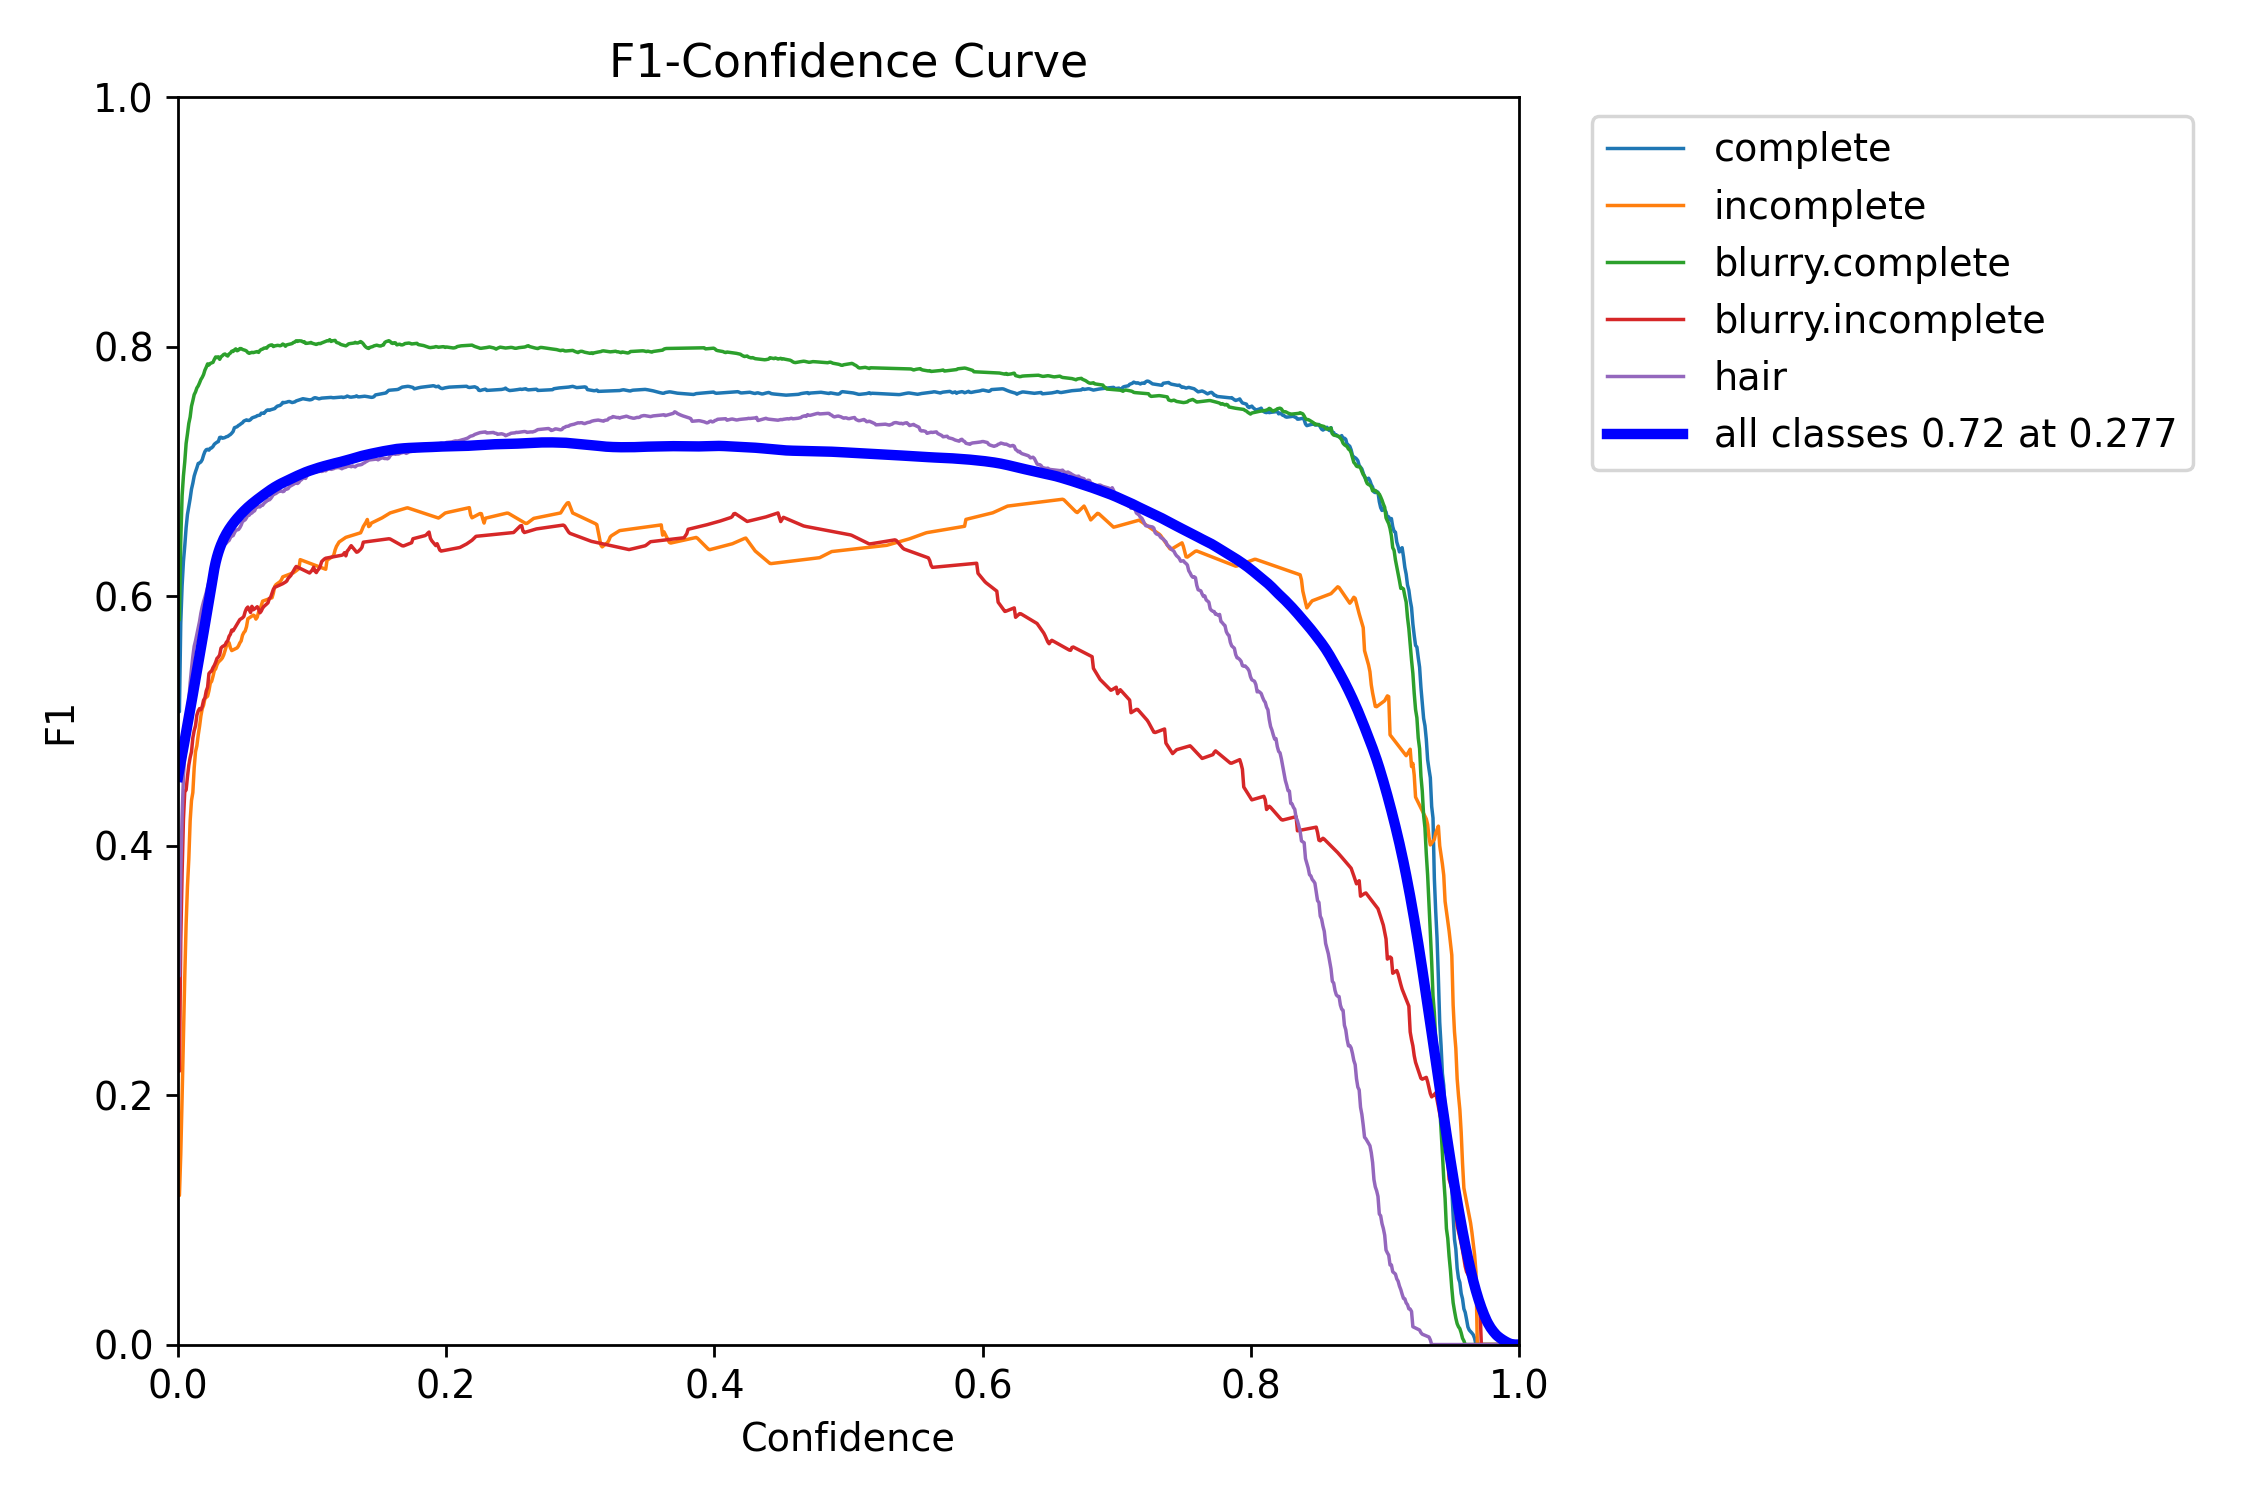 F1-Confidence Curve
1.0
0.8
0.6
0.4
0.2
0.0
F1
0.0 0.2 0.4 0.6 0.8 1.0
Confidence
complete
incomplete
blurry.complete
blurry.incomplete
hair
all classes 0.72 at 0.277